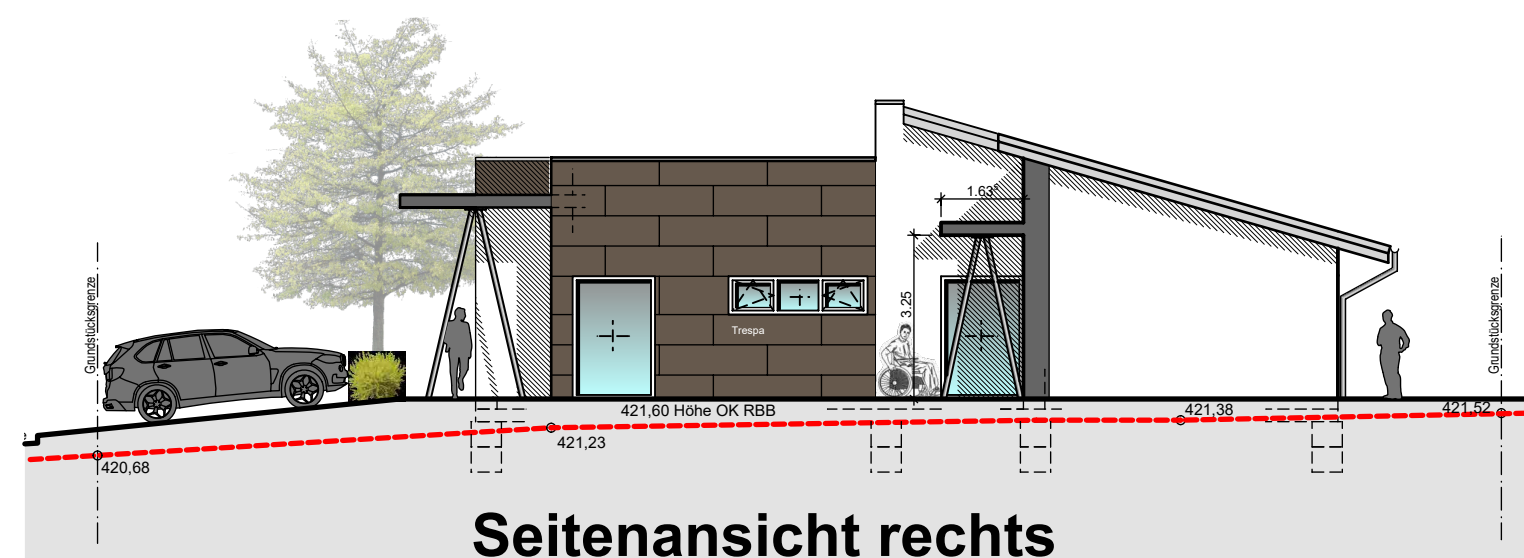 1.63⁵
Grundstücksgrenze
Grundstücksgrenze
3.25
Trespa
421,60 Höhe OK RBB
421,38
421,52
421,23
420,68
Seitenansicht rechts